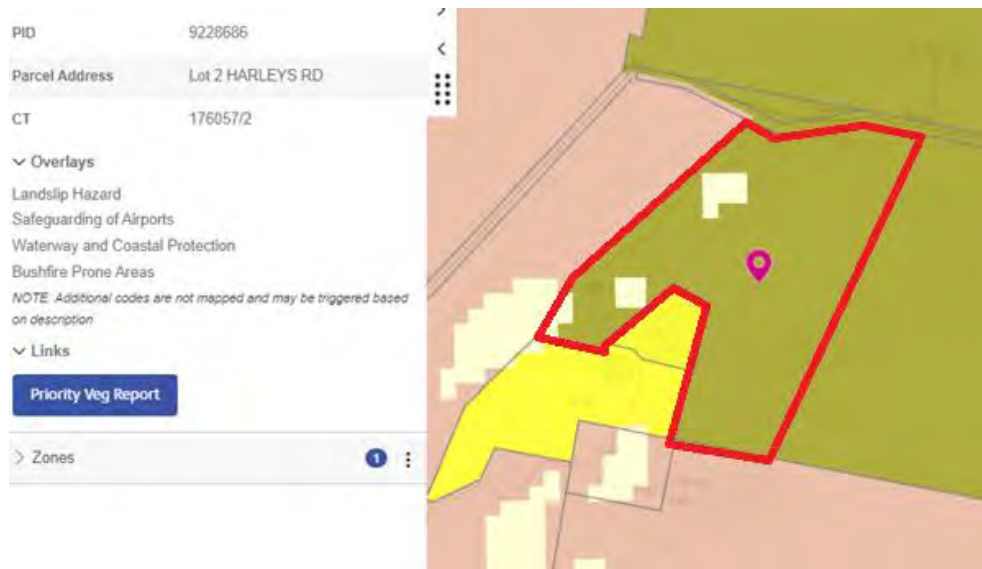 PID 9228686
Parcel Address Lot 2 HARLEYS RD
CT 176057/2
Overlays
Landslip Hazard
Safeguarding of Airports
Waterway and Coastal Protection
Bushfire Prone Areas
NOTE Additional codes are not mapped and may be triggered based
on description
Links
Priority Veg Report
Zones 1